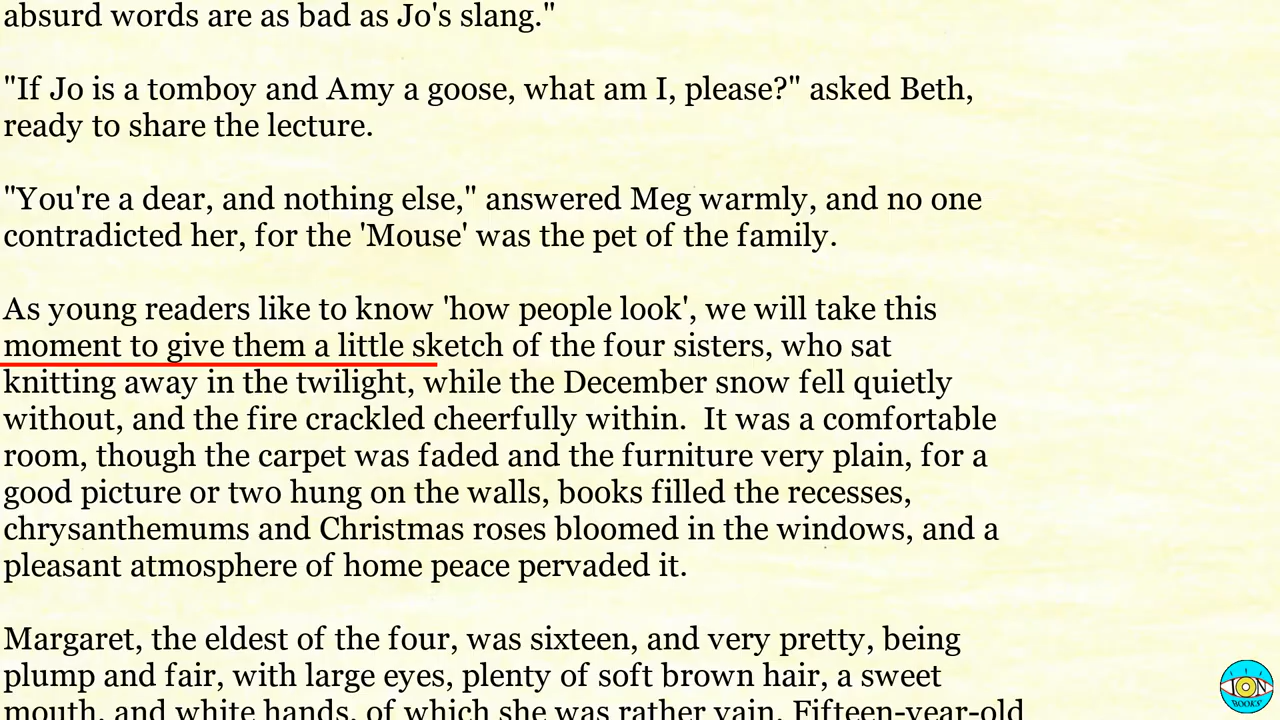 absurd words are as bad as Jo's slang."
"If Jo is a tomboy and Amy a goose, what am I, please?" asked Beth,
ready to share the lecture.
"You're a dear, and nothing else," answered Meg warmly, and no one
contradicted her, for the 'Mouse' was the pet of the family.
As young readers like to know 'how people look', we will take this
moment to give them a little sketch of the four sisters, who sat
knitting away in the twilight, while the December snow fell quietly
without, and the fire crackled cheerfully within.  It was a comfortable
room, though the carpet was faded and the furniture very plain, for a
good picture or two hung on the walls, books filled the recesses,
chrysanthemums and Christmas roses bloomed in the windows, and a
pleasant atmosphere of home peace pervaded it.
Margaret, the eldest of the four, was sixteen, and very pretty, being
plump and fair, with large eyes, plenty of soft brown hair, a sweet
mouth, and white hands, of which she was rather vain. Fifteen-year-old
BOOKS